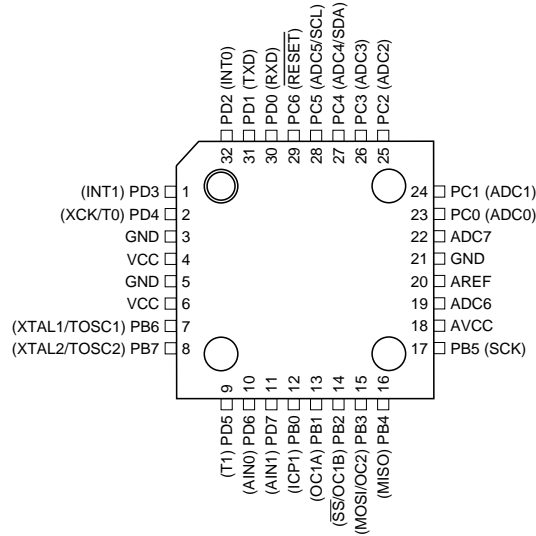 PD2 (INT0)
PD1 (TXD)
PD0 (RXD)
PC6 (RESET)
PC5 (ADC5/SCL)
PC4 (ADC4/SDA)
PC3 (ADC3)
PC2 (ADC2)
32
31
30
29
28
27
26
25
(INT1) PD3 1
(XCK/T0) PD4 2
GND 3
VCC 4
GND 5
VCC 6
(XTAL1/TOSC1) PB6 7
(XTAL2/TOSC2) PB7 8
24 PC1 (ADC1)
23 PC0 (ADC0)
22 ADC7
21 GND
20 AREF
19 ADC6
18 AVCC
17 PB5 (SCK)
9
10
11
12
13
14
15
16
(T1) PD5
(AIN0) PD6
(AIN1) PD7
(ICP1) PB0
(OC1A) PB1
(SS/OC1B) PB2
(MOSI/OC2) PB3
(MISO) PB4